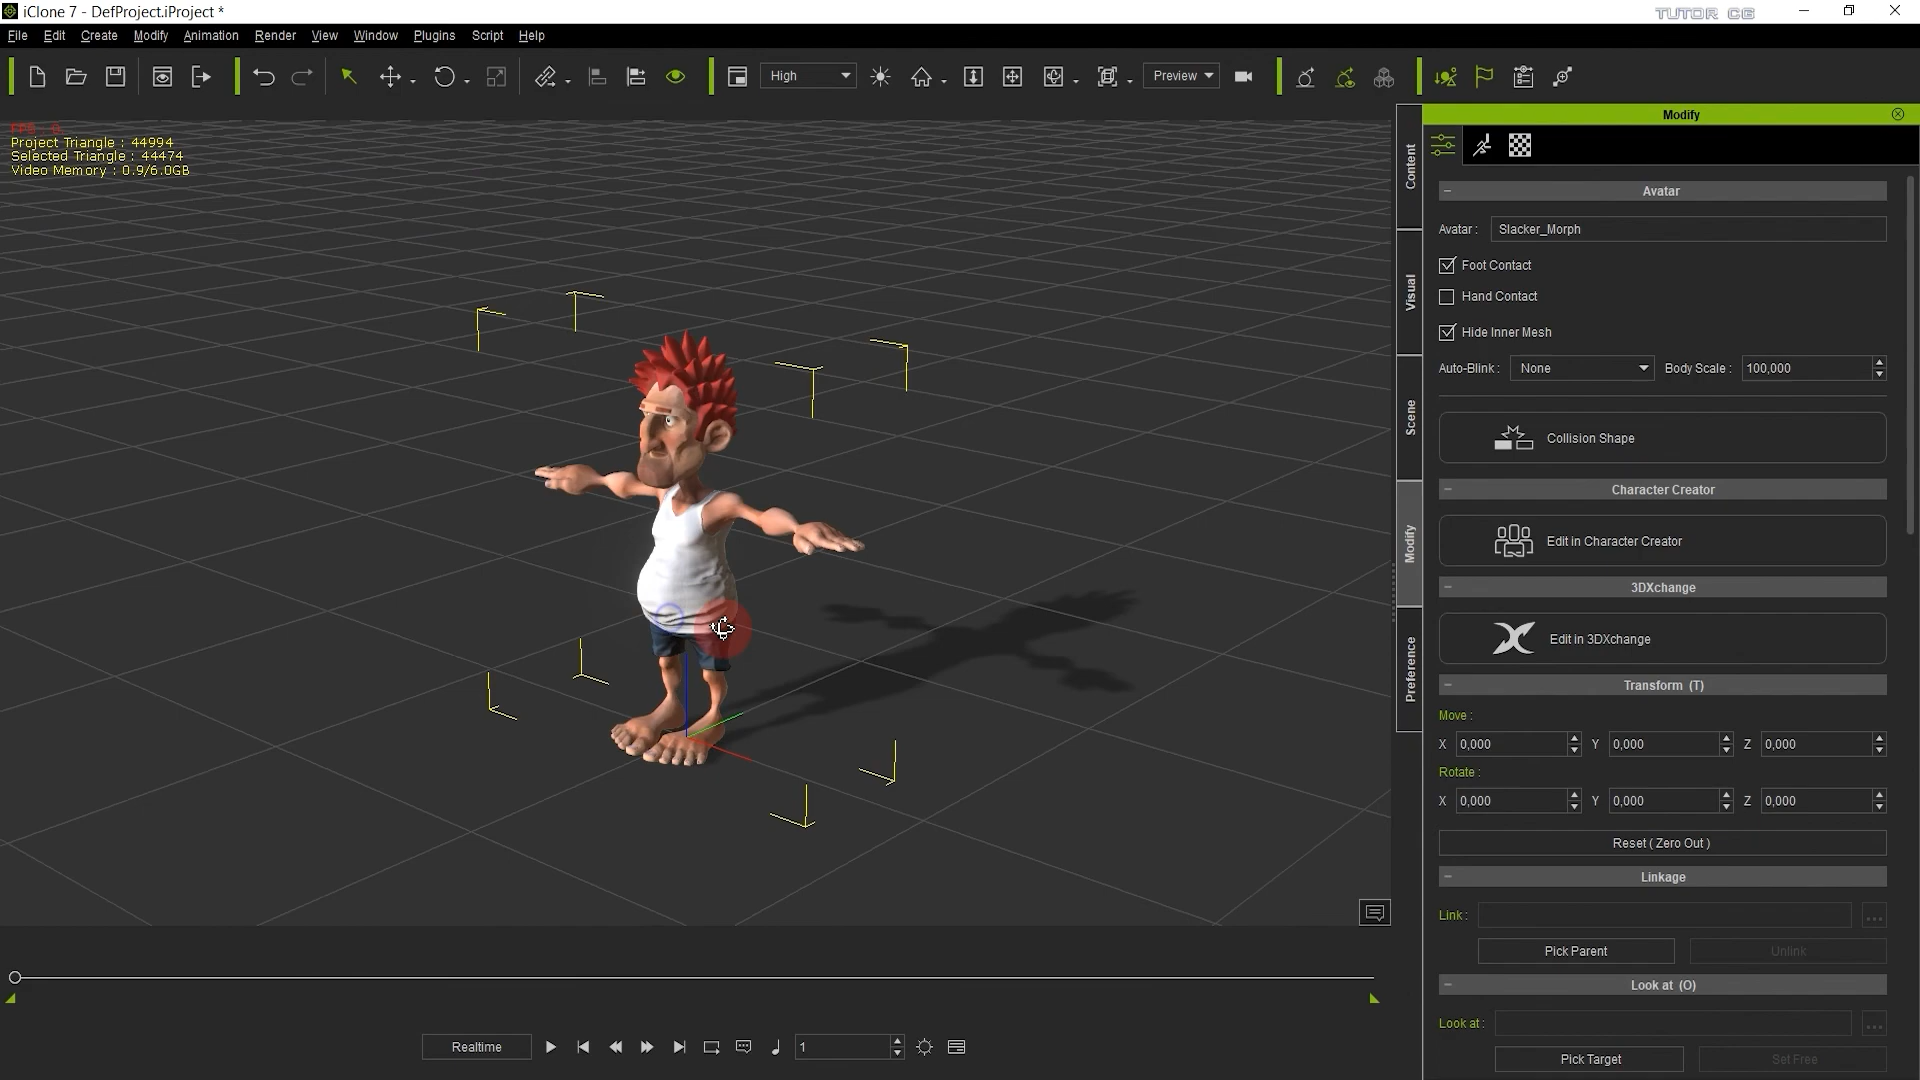 iClone 7 - DefProject.iProject *
TUTOR CG
File Edit Create Modify Animation Render View Window Plugins Script Help
High
Preview
Modify
FPS : 0
Project Triangle : 44994
Selected Triangle : 44474
Video Memory : 0.9/6.0GB
Content
Visual
Scene
Modify
Preference
Avatar
Avatar : Slacker_Morph
Foot Contact
Hand Contact
Hide Inner Mesh
Auto-Blink : None Body Scale : 100,000
Collision Shape
Character Creator
Edit in Character Creator
3DXchange
Edit in 3DXchange
Transform (T)
Move :
X 0,000 Y 0,000 Z 0,000
Rotate :
X 0,000 Y 0,000 Z 0,000
Reset ( Zero Out )
Linkage
Link : ...
Pick Parent Unlink
Look at (O)
Look at : ...
Pick Target Set Free
Realtime 1